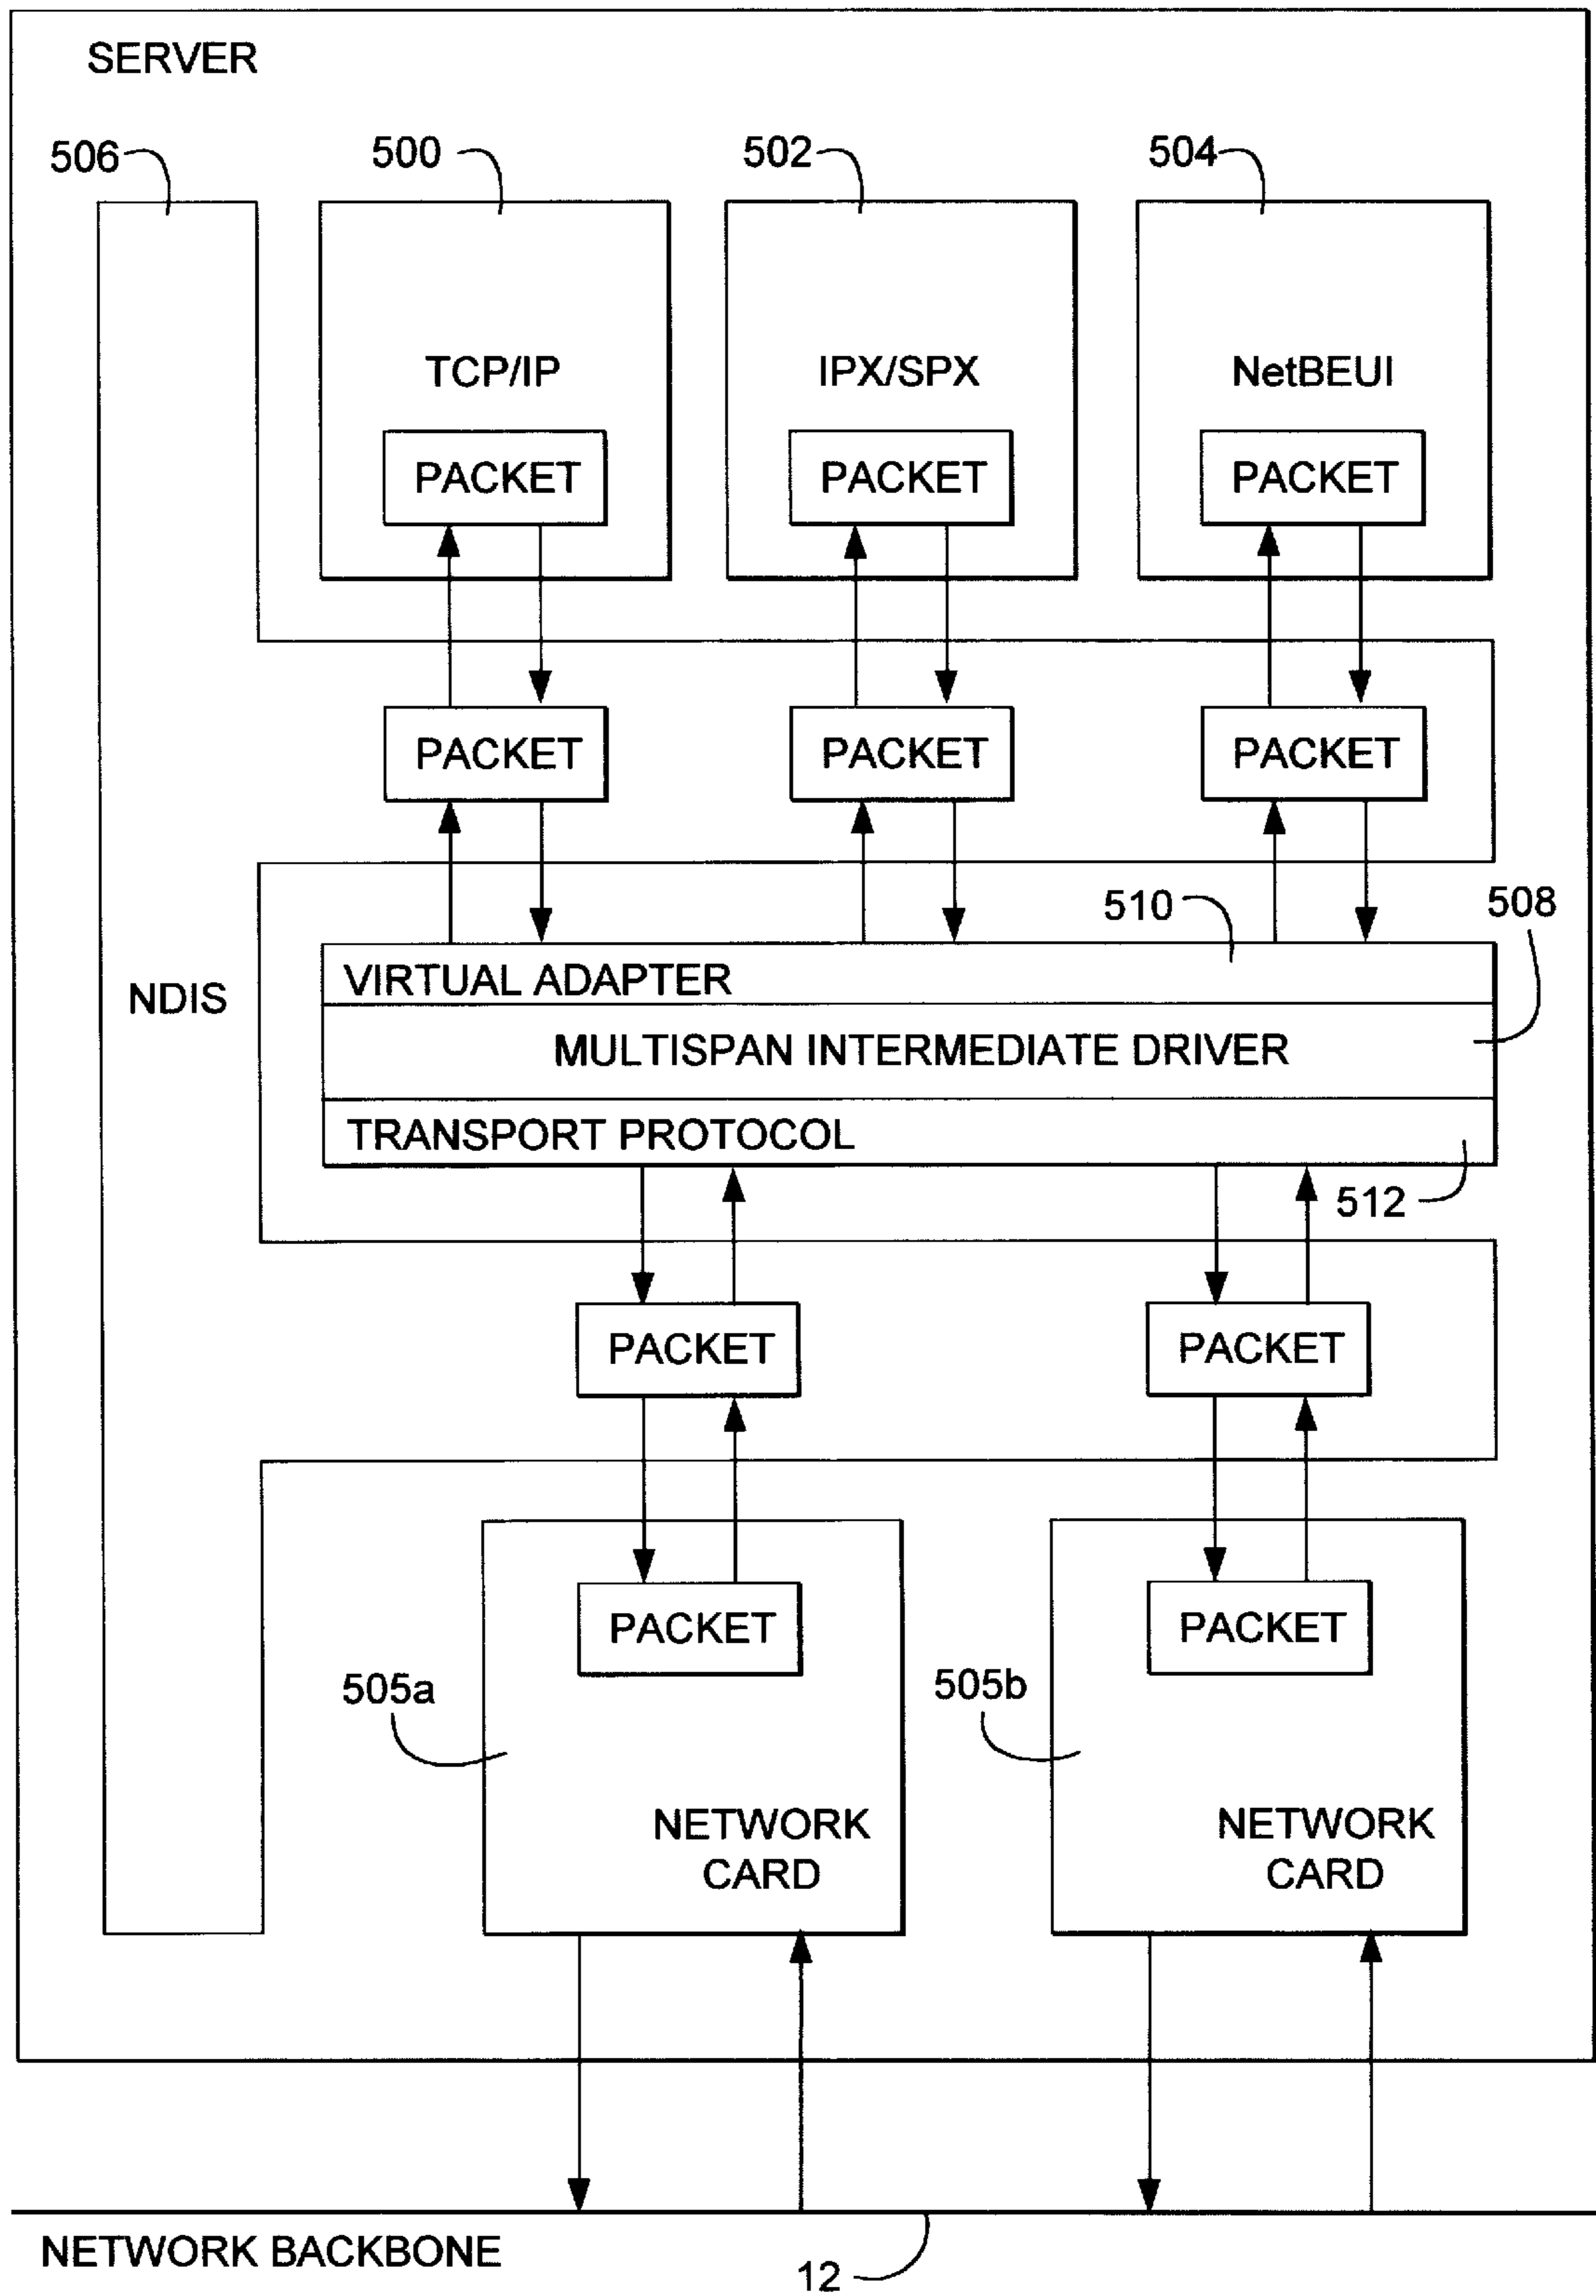 SERVER
506
500
502
504
TCP/IP
IPX/SPX
NetBEUI
PACKET
PACKET
PACKET
PACKET
PACKET
PACKET
510
508
VIRTUAL ADAPTER
NDIS
MULTISPAN INTERMEDIATE DRIVER
TRANSPORT PROTOCOL
512
PACKET
PACKET
PACKET
PACKET
505a
505b
NETWORK
CARD
NETWORK
CARD
NETWORK BACKBONE
12